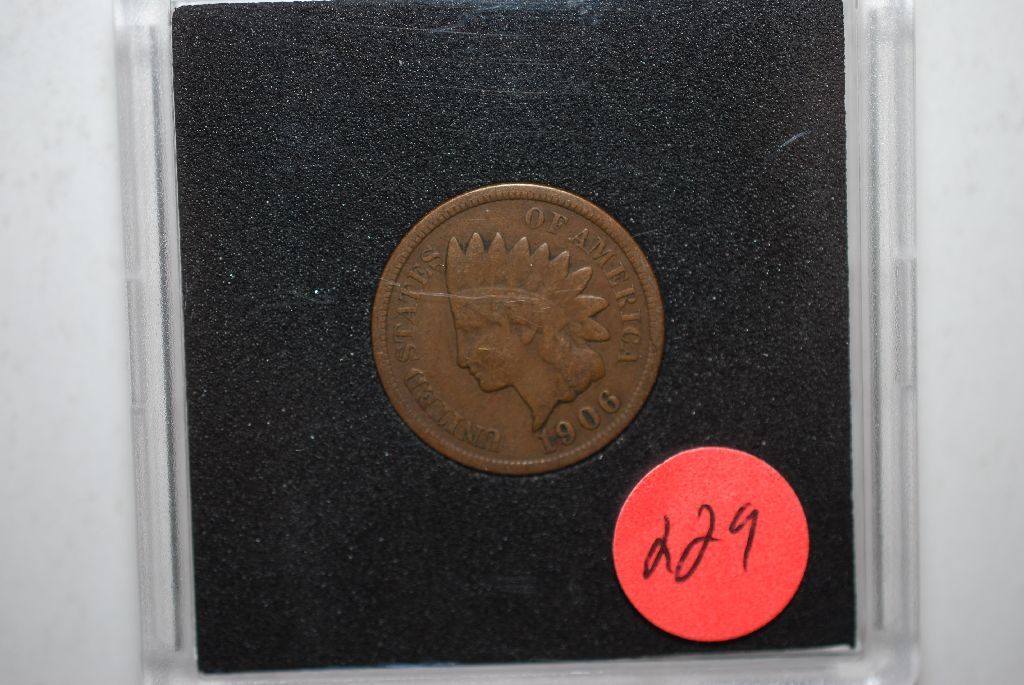 UNITED STATES OF AMERICA
1906
229